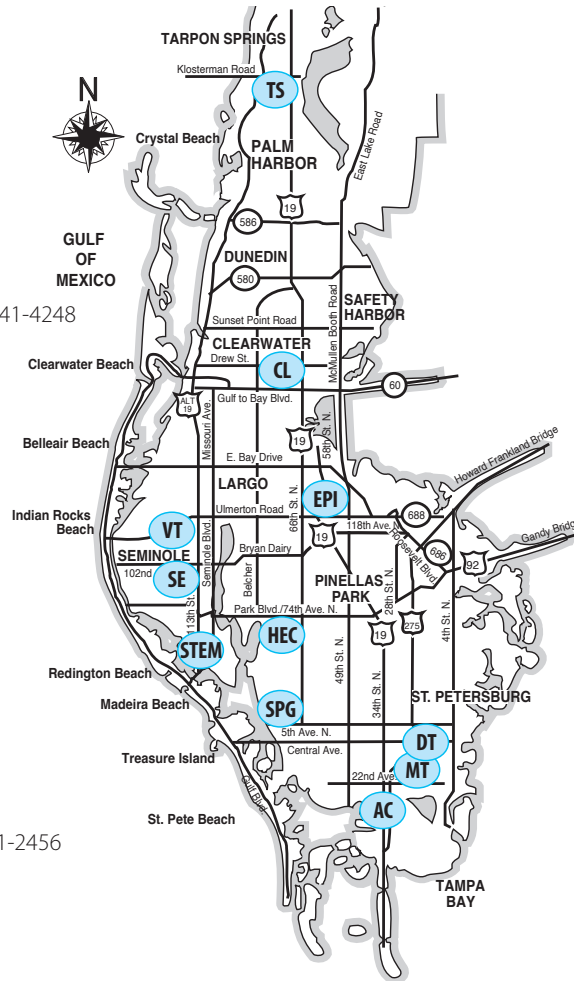 TARPON SPRINGS
Klosterman Road
TS
N
Crystal Beach
PALM
HARBOR
East Lake Road
19
586
GULF
OF
MEXICO
DUNEDIN
580
SAFETY
HARBOR
41-4248
Sunset Point Road
McMullen Booth Road
CLEARWATER
Drew St.
CL
Clearwater Beach
60
ALT
19
Gulf to Bay Blvd.
Missouri Ave.
19
58th St. N.
Belleair Beach
E. Bay Drive
Howard Frankland Bridge
LARGO
66th St. N.
EPI
Ulmerton Road
688
Indian Rocks
Beach
VT
118th Ave. N.
Roosevelt Blvd.
Gandy Bridg
19
686
92
SEMINOLE
Seminole Blvd.
Bryan Dairy
102nd
SE
Belcher
PINELLAS
PARK
28th St. N.
113th St.
Park Blvd./74th Ave. N.
4th St. N.
275
19
HEC
STEM
49th St. N.
34th St. N.
Redington Beach
ST. PETERSBURG
Madeira Beach
SPG
5th Ave. N.
DT
Central Ave.
Treasure Island
MT
22nd Ave.
Gulf Blvd.
St. Pete Beach
AC
1-2456
TAMPA
BAY